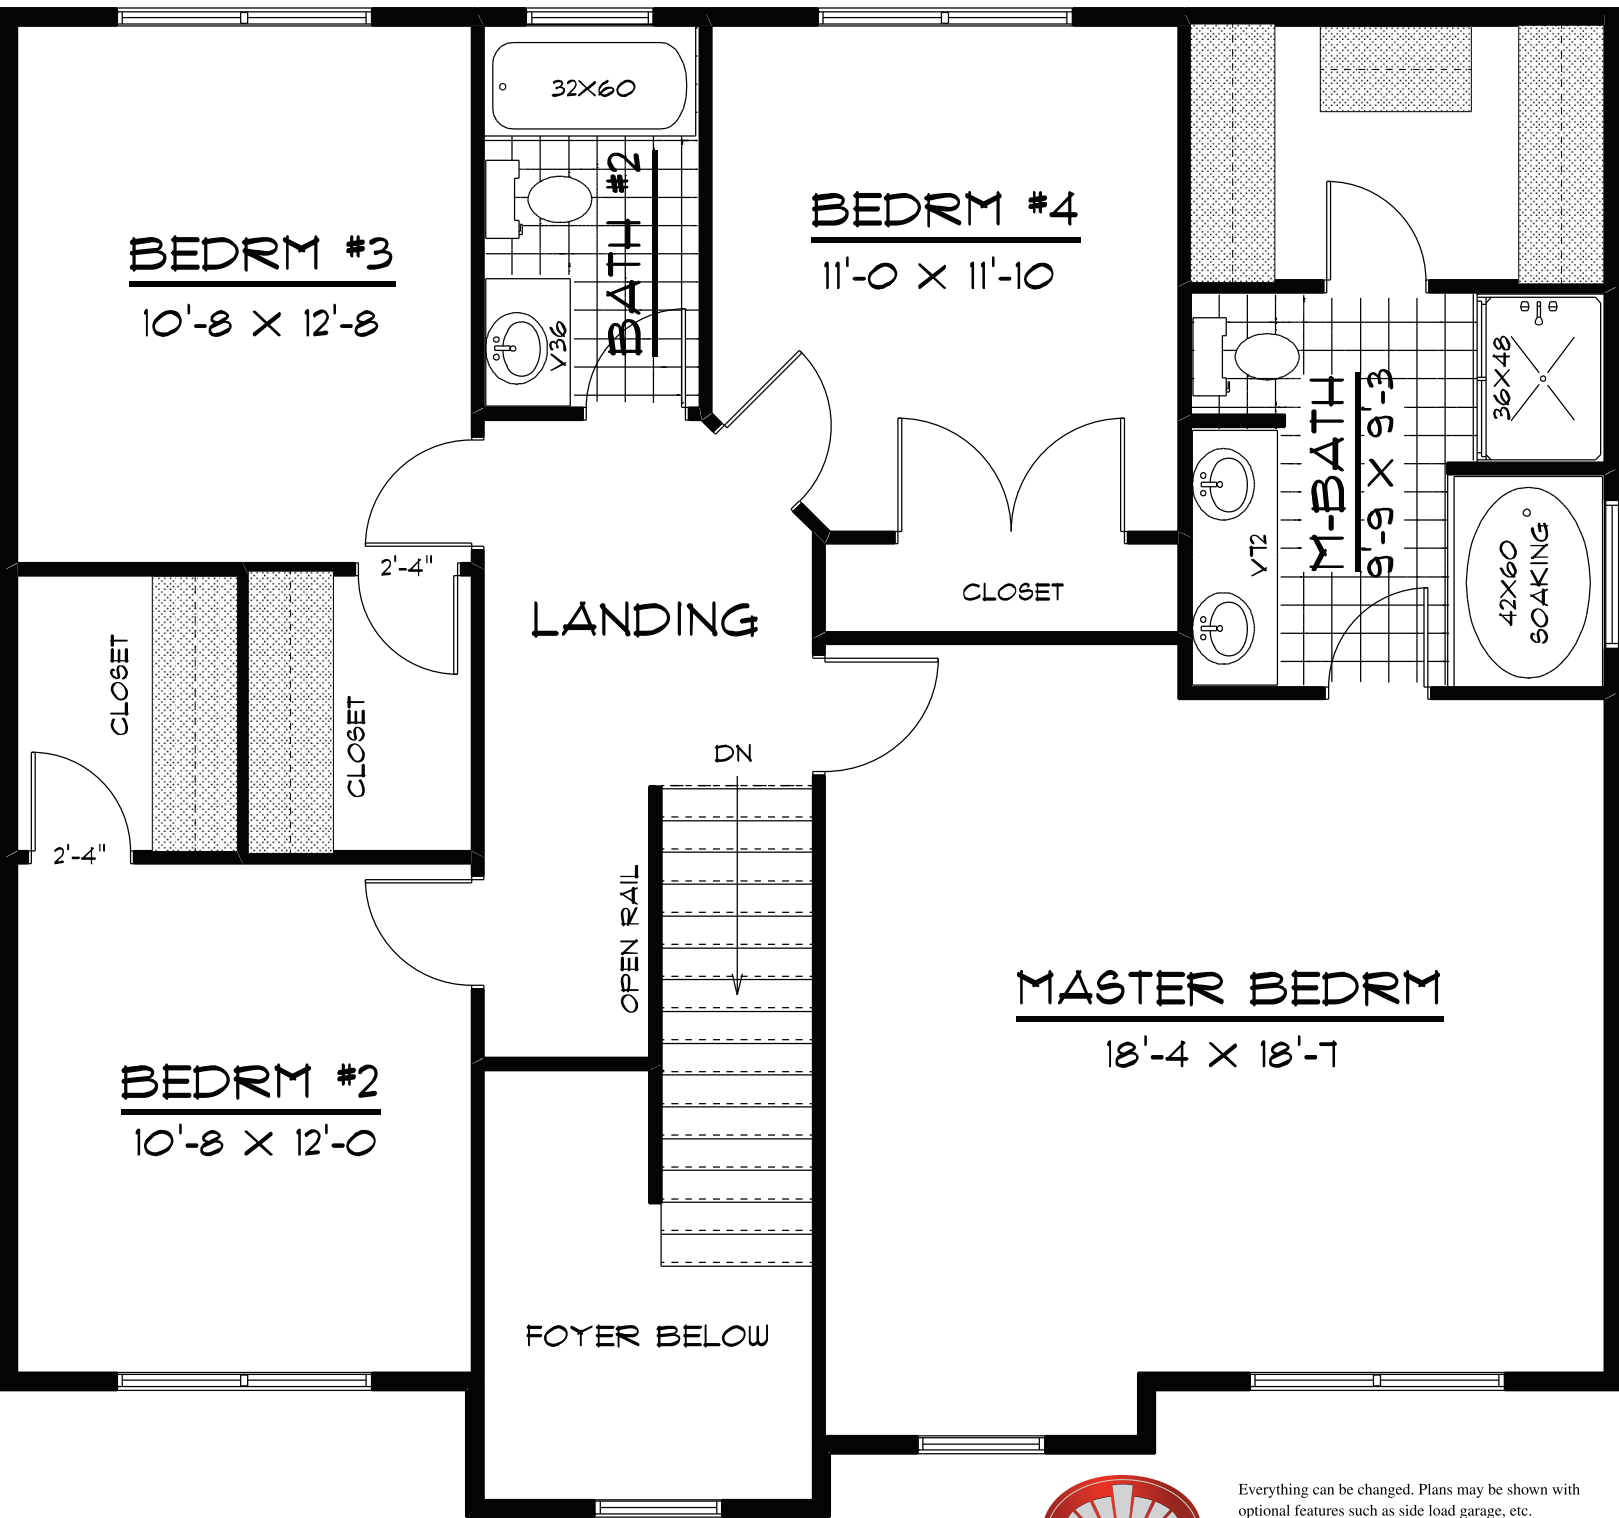 32X60
BATH #2
V36
BEDRM #3
10'-8 X 12'-8
BEDRM #4
11'-0 X 11'-10
36X48
M-BATH
9'-9 X 9'-3
V72
42X60
SOAKING
2'-4"
CLOSET
CLOSET
CLOSET
LANDING
DN
2'-4"
OPEN RAIL
MASTER BEDRM
18'-4 X 18'-7
BEDRM #2
10'-8 X 12'-0
FOYER BELOW
Everything can be changed. Plans may be shown with
optional features such as side load garage, etc.